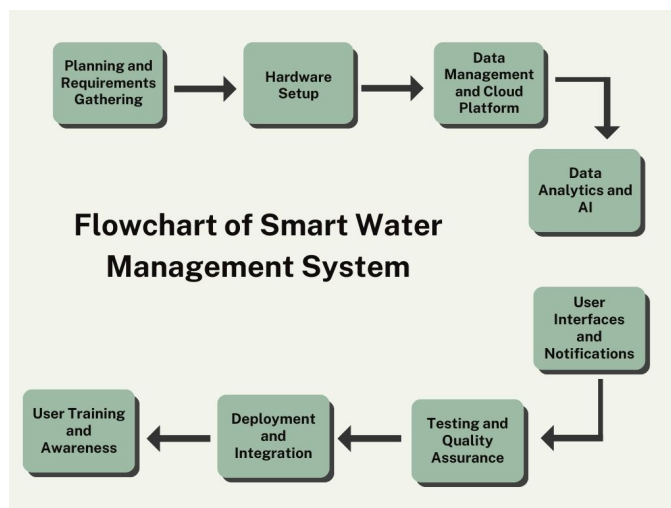 Planning and
Requirements
Gathering
Hardware
Setup
Data
Management
and Cloud
Platform
Data
Analytics and
AI
Flowchart of Smart Water
Management System
User
Interfaces
and
Notifications
Testing and
Quality
Assurance
Deployment
and
Integration
User Training
and
Awareness